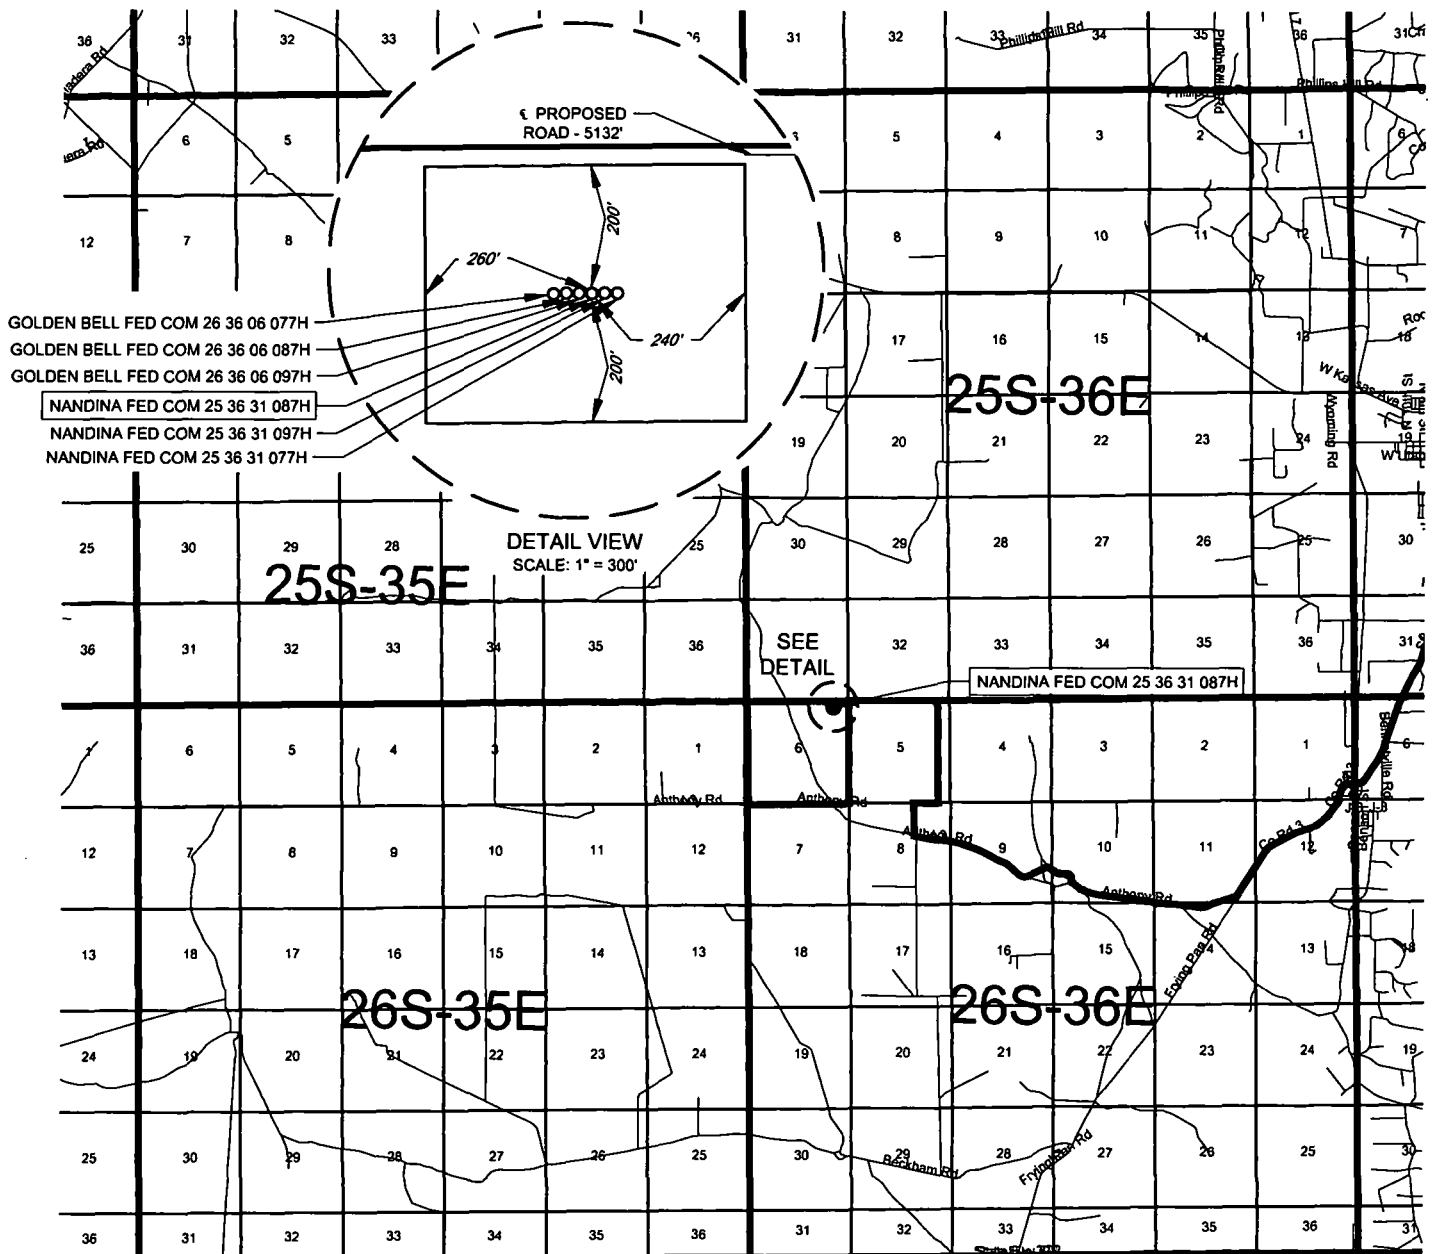 36 31 32 33 36 31 32 33 Phillips Hill Rd 34 35 36 31
Phillips Hill Rd
℄ PROPOSED
ROAD - 5132'
6 5 5 4 3 2 1 6
12 7 8 8 9 10 11 12 7
200'
260'
240'
200'
GOLDEN BELL FED COM 26 36 06 077H
GOLDEN BELL FED COM 26 36 06 087H
GOLDEN BELL FED COM 26 36 06 097H
NANDINA FED COM 25 36 31 087H
NANDINA FED COM 25 36 31 097H
NANDINA FED COM 25 36 31 077H
17 16 15 14 13 18
W Kansas Ave
25S-36E
Wyoming Rd
19 20 21 22 23 24 19
DETAIL VIEW
SCALE: 1" = 300'
25 30 29 28 25 30 29 28 27 26 25 30
25S-35E
36 31 32 33 34 35 36 32 33 34 35 36 31
SEE
DETAIL
NANDINA FED COM 25 36 31 087H
1 6 5 4 3 2 1 6 5 4 3 2 1 6
Anthony Rd Anthony Rd
Anthony Rd Co Rd 3
12 7 8 9 10 11 12 7 8 9 10 11 12
Anthony Rd
13 18 17 16 15 14 13 18 17 16 15 14 13 18
Frying Pan Rd
26S-35E 26S-36E
24 19 20 21 22 23 24 19 20 21 22 23 24 19
25 30 29 28 27 26 25 30 29 28 27 26 25 30
Beckham Rd
36 31 32 33 34 35 36 31 32 33 34 35 36 31